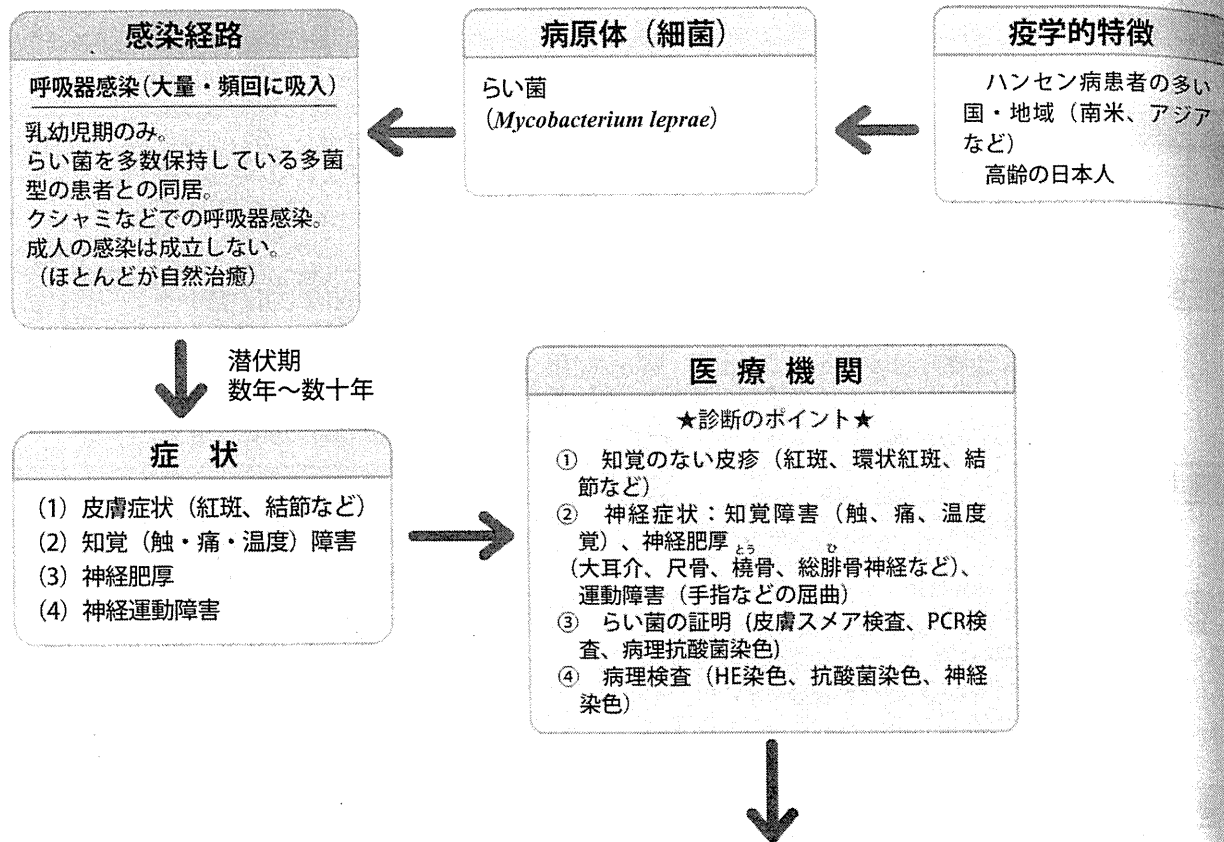 感染経路
呼吸器感染（大量・頻回に吸入）
乳幼児期のみ。
らい菌を多数保持している多菌
型の患者との同居。
クシャミなどでの呼吸器感染。
成人の感染は成立しない。
（ほとんどが自然治癒）
病原体（細菌）
らい菌
（Mycobacterium leprae）
疫学的特徴
ハンセン病患者の多い
国・地域（南米、アジア
など）
高齢の日本人
潜伏期
数年～数十年
症 状
(1) 皮膚症状（紅斑、結節など）
(2) 知覚（触・痛・温度）障害
(3) 神経肥厚
(4) 神経運動障害
医 療 機 関
★診断のポイント★
① 知覚のない皮疹（紅斑、環状紅斑、結
節など）
② 神経症状：知覚障害（触、痛、温度
覚）、神経肥厚
とう ひ
（大耳介、尺骨、橈骨、総腓骨神経など）、
運動障害（手指などの屈曲）
③ らい菌の証明（皮膚スメア検査、PCR検
査、病理抗酸菌染色）
④ 病理検査（HE染色、抗酸菌染色、神経
染色）